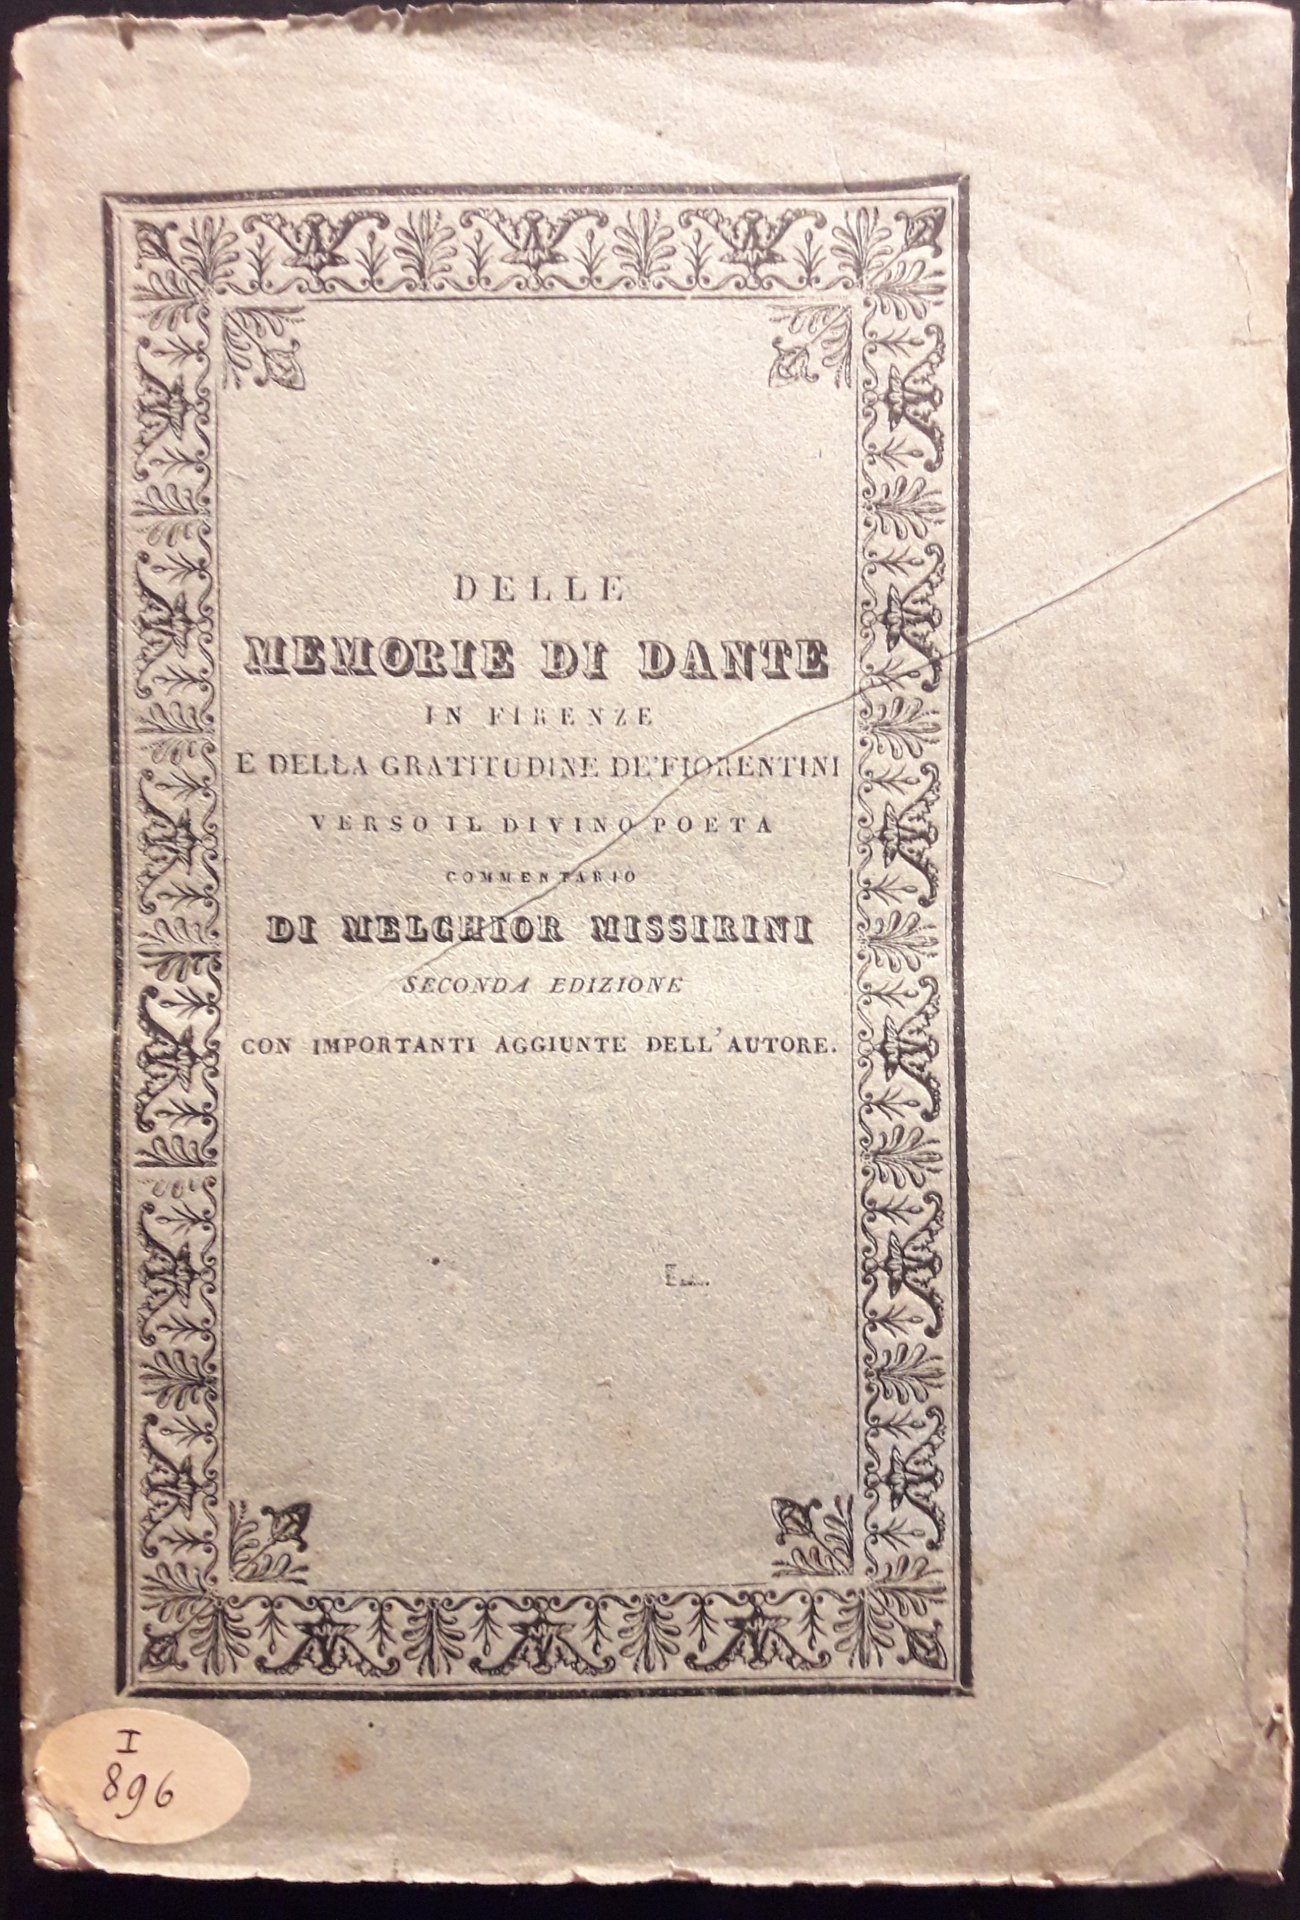 DELLE
MEMORIE DI DANTE
IN FIRENZE
E DELLA GRATITUDINE DE'FIORENTINI
VERSO IL DIVINO POETA
COMMENTARIO
DI MELCHIOR MISSIRINI
SECONDA EDIZIONE
CON IMPORTANTI AGGIUNTE DELL'AUTORE.
I
896